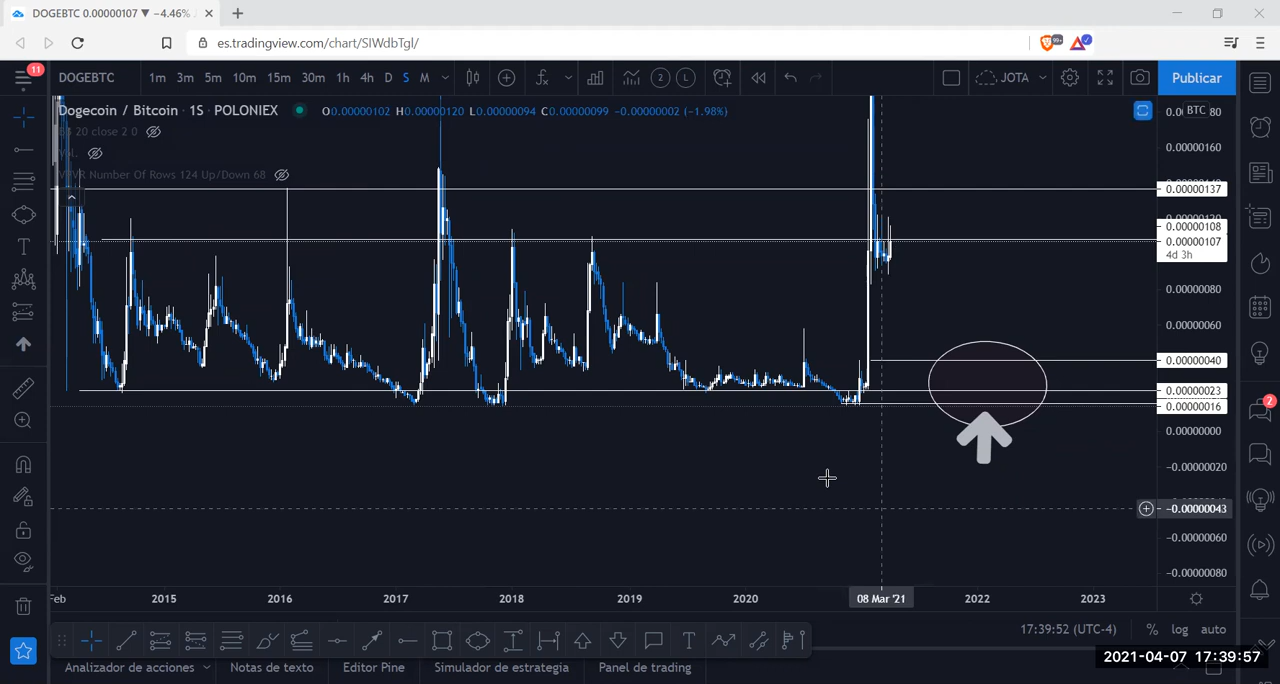 DOGEBTC 0.00000107 ▼ −4.46%
es.tradingview.com/chart/SIWdbTgl/
99+
11
DOGEBTC 1m 3m 5m 10m 15m 30m 1h 4h D S M 2 L JOTA Publicar
Dogecoin / Bitcoin · 1S · POLONIEX O0.00000102 H0.00000120 L0.00000094 C0.00000099 −0.00000002 (−1.98%)
BTC
20 close 2 0
Number Of Rows 124 Up/Down 68
0.00000160
0.00000137
0.00000108
0.00000107
4d 3h
0.00000080
0.00000060
0.00000040
0.00000023
0.00000016
0.00000000
−0.00000020
−0.00000043
−0.00000060
−0.00000080
2
Feb 2015 2016 2017 2018 2019 2020 08 Mar '21 2022 2023
17:39:52 (UTC-4) % log auto
Analizador de acciones Notas de texto Editor Pine Simulador de estrategia Panel de trading
2021-04-07 17:39:57